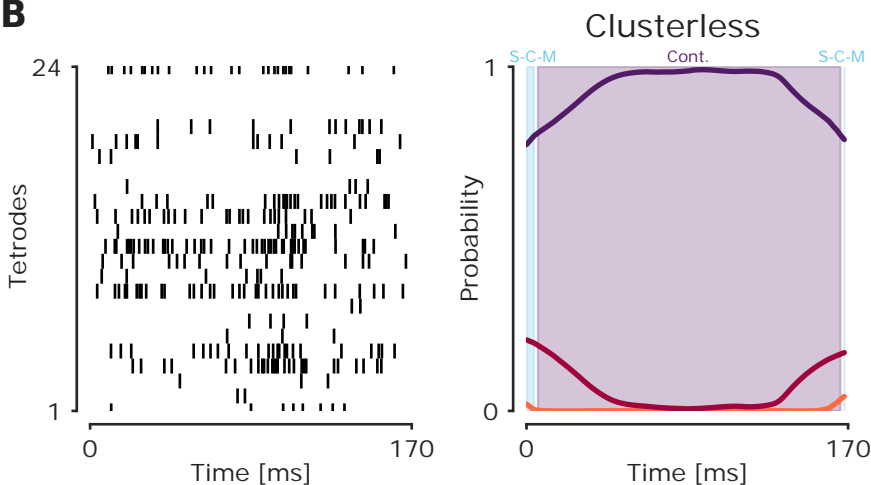 B
Clusterless
S-C-M Cont. S-C-M
24
1
Tetrodes
0 170
Time [ms]
1
0
Probability
0 170
Time [ms]